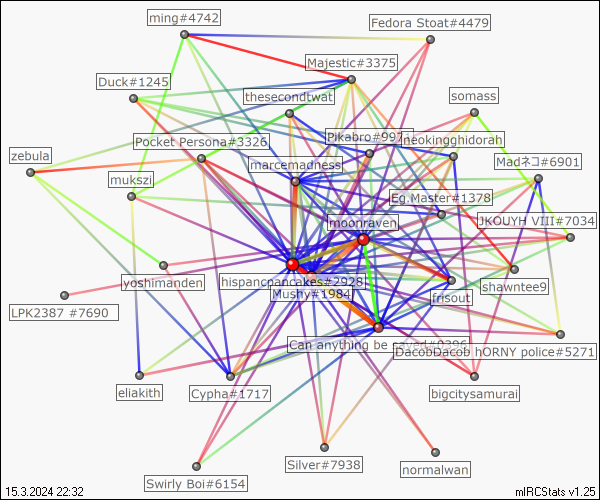 ming#4742
Fedora Stoat#4479
Majestic#3375
Duck#1245
thesecondtwat
somass
Pocket Persona#3326
Pikabro#997
neokingghidorah
zebula
marcemadness
Madネコ#6901
mukszi
Eg.Master#1378
moonraven
JKOUYH VIII#7034
yoshimanden
hispancpancakes#2928
shawntee9
Mushy#1984
frisout
LPK2387 #7690
Can anything be saved#0396
DacobDacob hORNY police#5271
eliakith
Cypha#1717
bigcitysamurai
Silver#7938
normalwan
Swirly Boi#6154
15.3.2024 22:32
mIRCStats v1.25